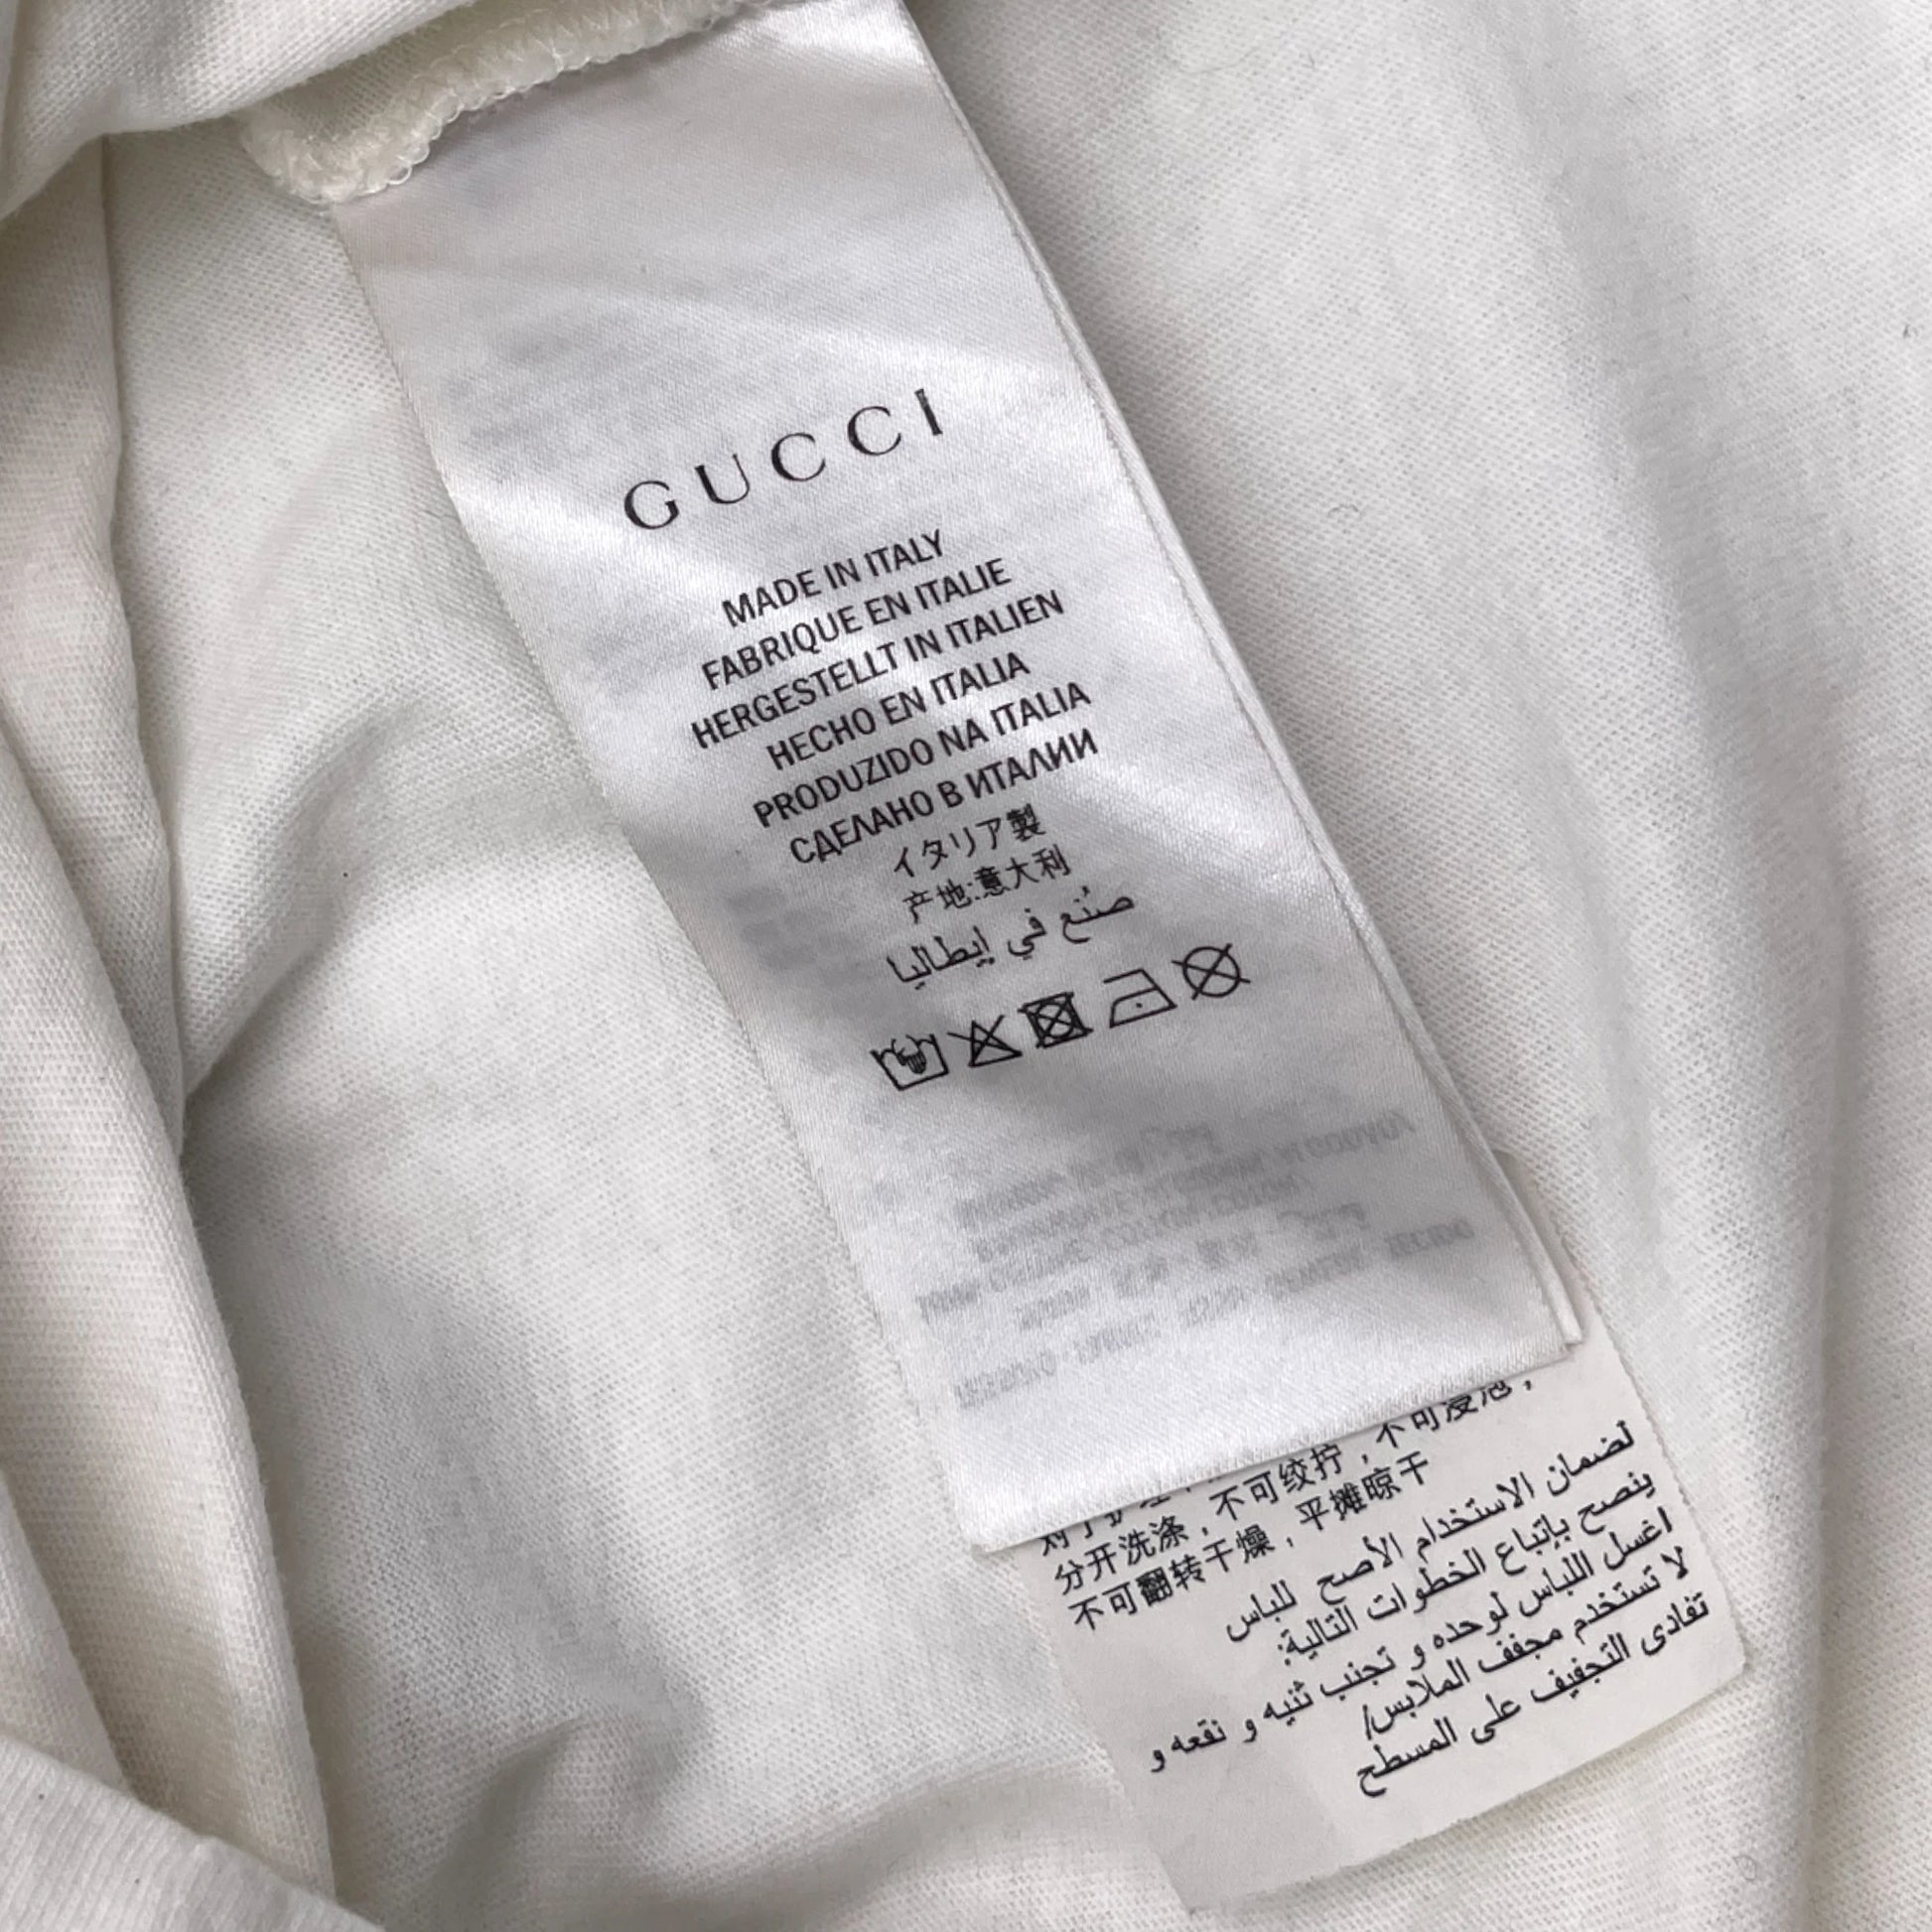 GUCCI
MADE IN ITALY
FABRIQUE EN ITALIE
HERGESTELLT IN ITALIEN
HECHO EN ITALIA
PRODUZIDO NA ITALIA
СДЕЛАНО В ИТАЛИИ
イタリア製
产地:意大利
صُنع في إيطاليا
不可浸泡，
分开洗涤，不可绞拧，
不可翻转干燥，平摊晾干
لضمان الاستخدام الأصح للباس
ينصح بإتباع الخطوات التالية:
اغسل اللباس لوحده و تجنب ثنيه و نقعه و
لا تستخدم مجفف الملابس/
تفادى التجفيف على المسطح